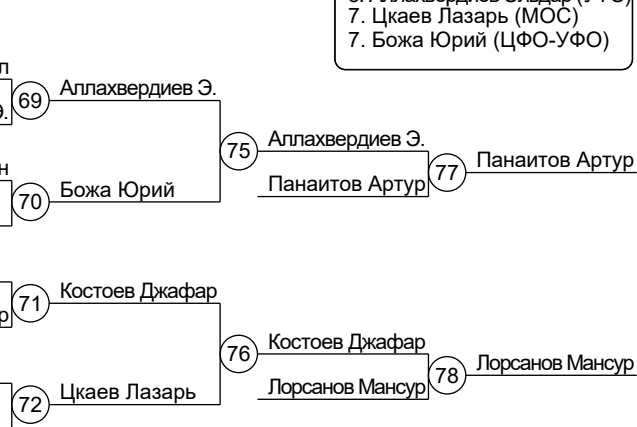 7. Цкаев Лазарь (МОС)
7. Божа Юрий (ЦФО-УФО)
л
69
Аллахвердиев Э.
Э.
75
Аллахвердиев Э.
77
Панаитов Артур
н
Панаитов Артур
70
Божа Юрий
71
Костоев Джафар
р
76
Костоев Джафар
78
Лорсанов Мансур
Лорсанов Мансур
72
Цкаев Лазарь